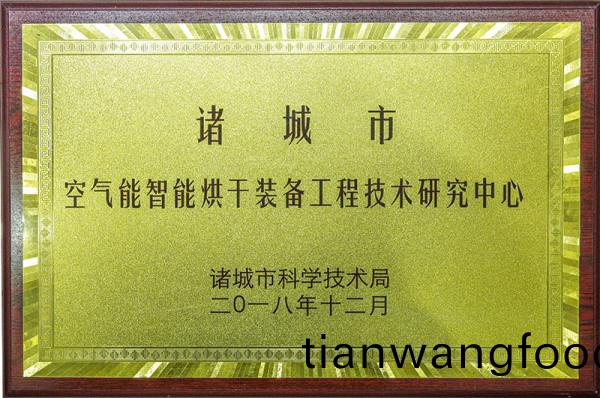 诸城市
空气能智能烘干装备工程技术研究中心
诸城市科学技术局
二〇一八年十二月
tianwangfood